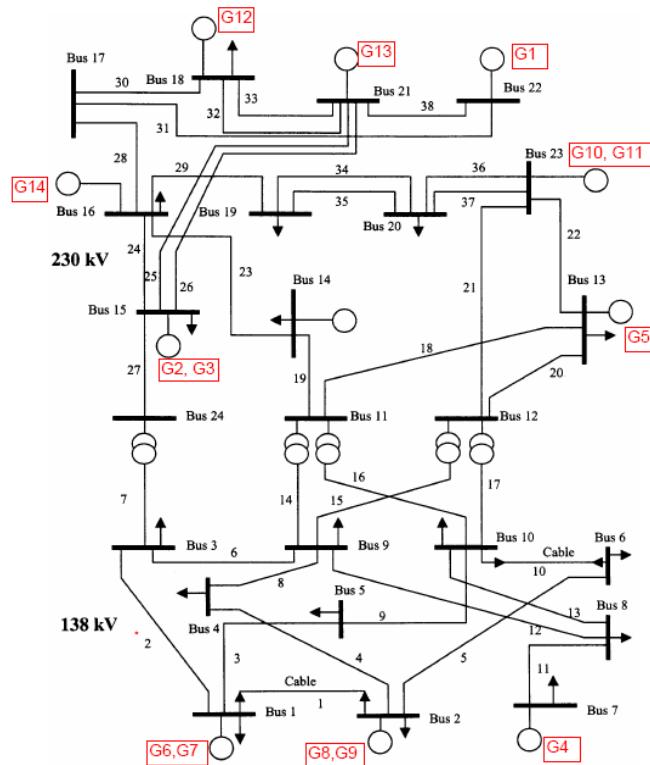 G12
G13
G1
Bus 17
Bus 18
Bus 21
Bus 22
30
33
32
38
31
28
Bus 23
G10, G11
G14
29
34
36
Bus 16
Bus 19
35
37
Bus 20
22
24
230 kV
25
26
23
Bus 14
Bus 13
21
Bus 15
18
G5
G2, G3
19
20
27
Bus 24
Bus 11
Bus 12
7
14
16
15
17
Bus 3
6
Bus 9
Bus 10
Cable
Bus 6
10
8
Bus 5
13
Bus 8
138 kV
Bus 4
9
12
2
3
4
5
11
Cable
Bus 1
1
Bus 2
Bus 7
G6,G7
G8,G9
G4